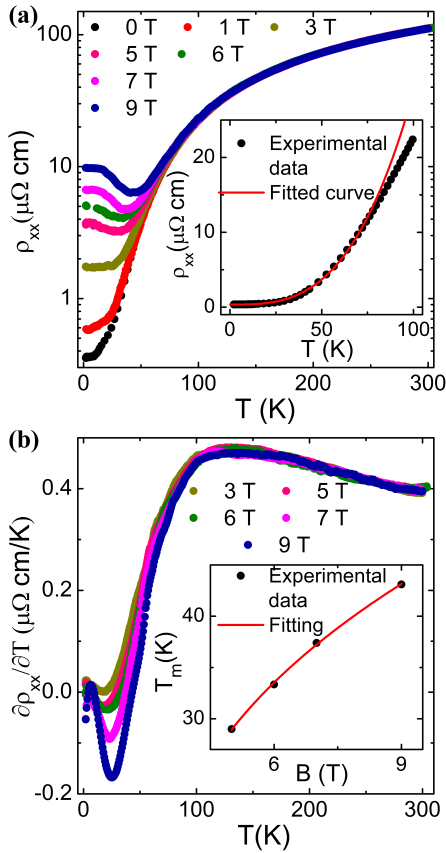 (a)
0 T 1 T 3 T
5 T 6 T
7 T
9 T
100
10
1
ρxx(μΩ cm)
0 100 200 300
T (K)
Experimental
data
Fitted curve
20
10
0
ρxx(μΩ cm)
0 50 100
T (K)
(b)
3 T 5 T
6 T 7 T
9 T
0.4
0.2
0.0
-0.2
∂ρxx/∂T (μΩ cm/K)
0 100 200 300
T(K)
Experimental
data
Fitting
40
30
Tm(K)
6 9
B (T)